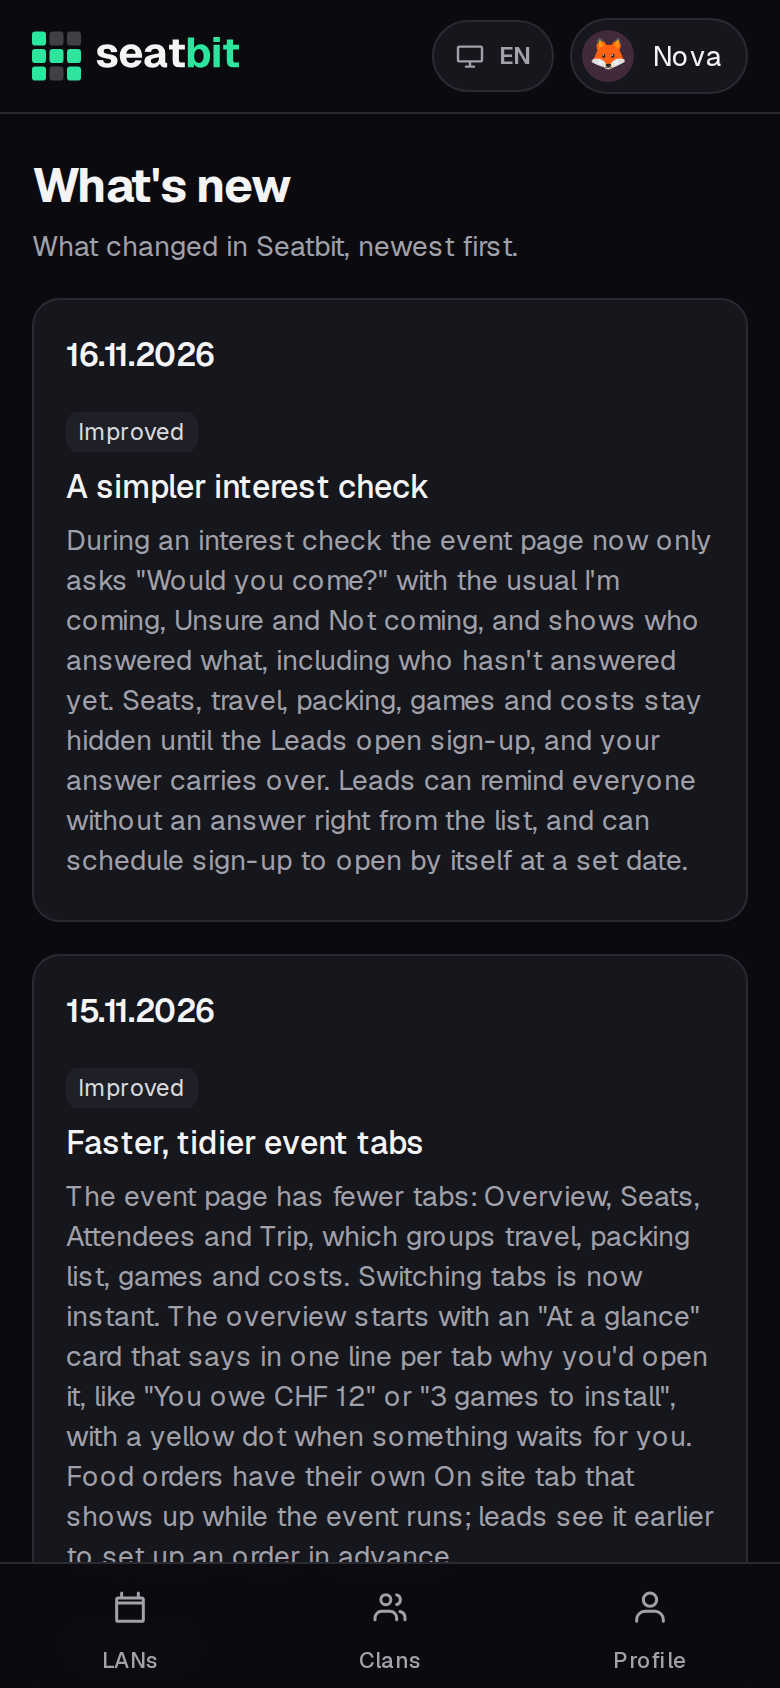 seatbit
EN
Nova
What's new
What changed in Seatbit, newest first.
16.11.2026
Improved
A simpler interest check
During an interest check the event page now only
asks "Would you come?" with the usual I'm
coming, Unsure and Not coming, and shows who
answered what, including who hasn't answered
yet. Seats, travel, packing, games and costs stay
hidden until the Leads open sign-up, and your
answer carries over. Leads can remind everyone
without an answer right from the list, and can
schedule sign-up to open by itself at a set date.
15.11.2026
Improved
Faster, tidier event tabs
The event page has fewer tabs: Overview, Seats,
Attendees and Trip, which groups travel, packing
list, games and costs. Switching tabs is now
instant. The overview starts with an "At a glance"
card that says in one line per tab why you'd open
it, like "You owe CHF 12" or "3 games to install",
with a yellow dot when something waits for you.
Food orders have their own On site tab that
shows up while the event runs; leads see it earlier
to set up an order in advance
LANs
Clans
Profile